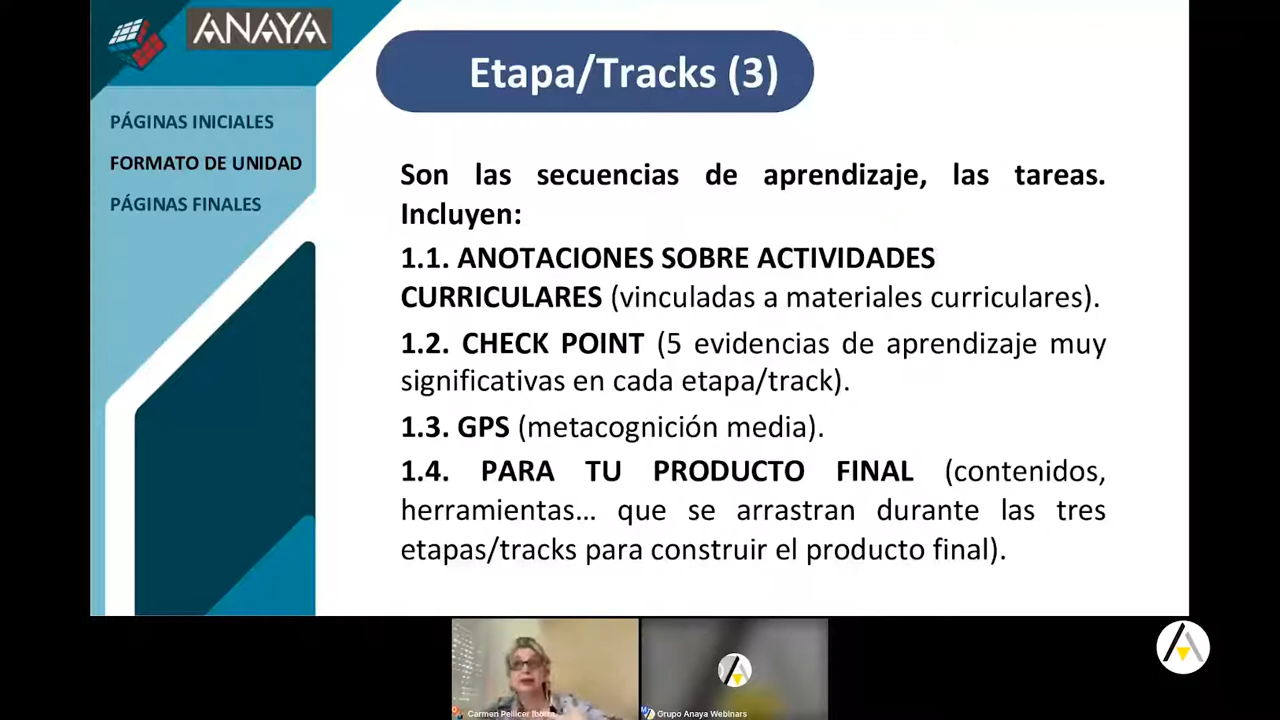 ANAYA
Etapa/Tracks (3)
PÁGINAS INICIALES
FORMATO DE UNIDAD
PÁGINAS FINALES
Son las secuencias de aprendizaje, las tareas.
Incluyen:
1.1. ANOTACIONES SOBRE ACTIVIDADES
CURRICULARES (vinculadas a materiales curriculares).
1.2. CHECK POINT (5 evidencias de aprendizaje muy
significativas en cada etapa/track).
1.3. GPS (metacognición media).
1.4. PARA TU PRODUCTO FINAL (contenidos,
herramientas... que se arrastran durante las tres
etapas/tracks para construir el producto final).
Carmen Pellicer Iborra
Grupo Anaya Webinars